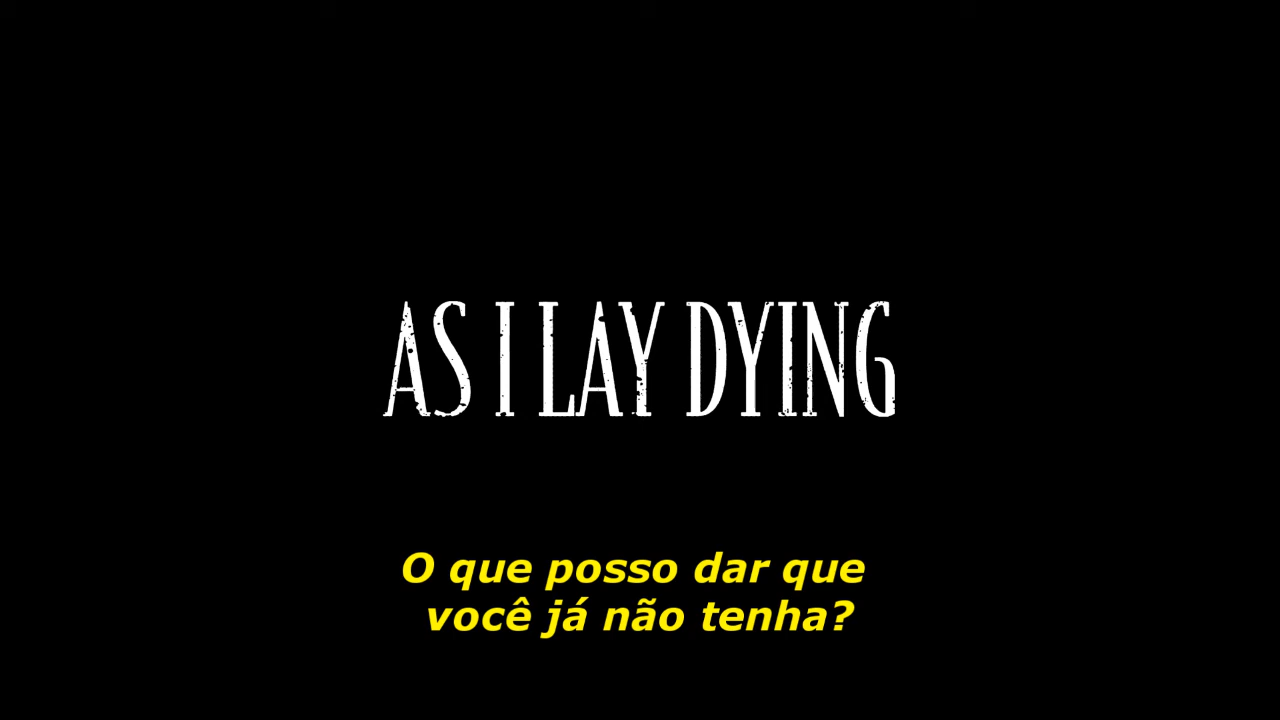 AS I LAY DYING
O que posso dar que
você já não tenha?